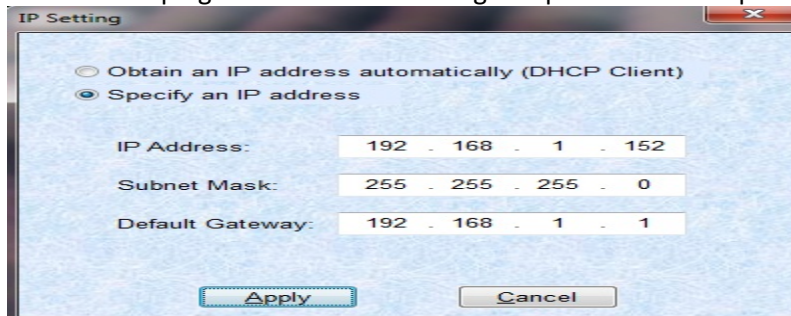 IP Setting
Obtain an IP address automatically (DHCP Client)
Specify an IP address
IP Address: 192 . 168 . 1 . 152
Subnet Mask: 255 . 255 . 255 . 0
Default Gateway: 192 . 168 . 1 . 1
Apply Cancel